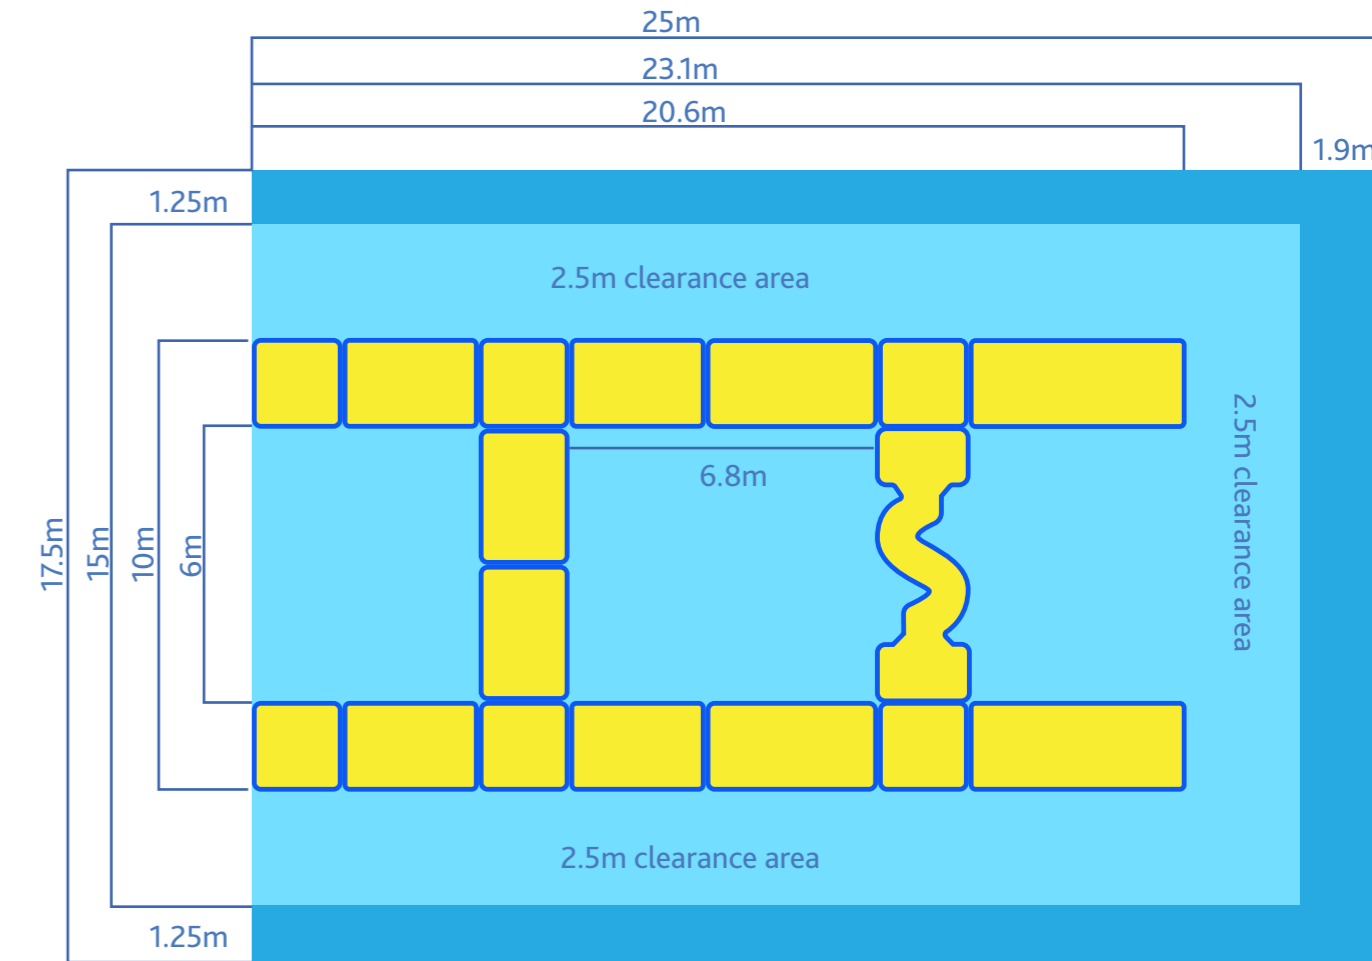 25m
23.1m
20.6m
1.9m
1.25m
2.5m clearance area
6.8m
2.5m clearance area
17.5m
15m
10m
6m
2.5m clearance area
1.25m